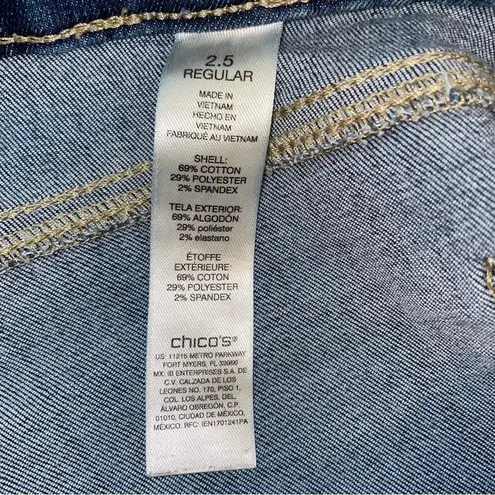 2.5
REGULAR
MADE IN
VIETNAM
HECHO EN
VIETNAM
FABRIQUÉ AU VIETNAM
SHELL:
69% COTTON
29% POLYESTER
2% SPANDEX
TELA EXTERIOR:
69% ALGODÓN
29% poliéster
2% elastano
ÉTOFFE
EXTÉRIEURE:
69% COTON
29% POLYESTER
2% SPANDEX
chico's®
US: 11215 METRO PARKWAY
FORT MYERS, FL 33966
MX: IB ENTERPRISES S.A. DE
C.V. CALZADA DE LOS
LEONES NO. 170, PISO 1,
COL. LOS ALPES, DEL.
ÁLVARO OBREGÓN, C.P.
01010, CIUDAD DE MÉXICO,
MÉXICO. RFC: IEN1701241PA